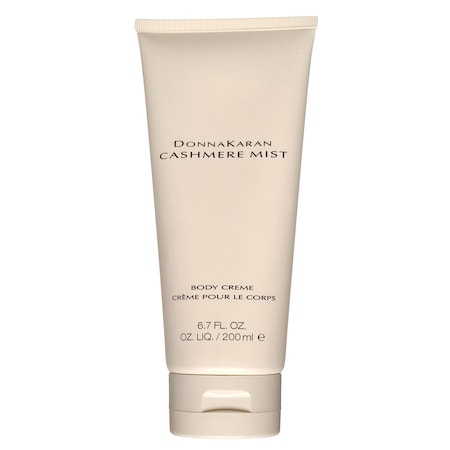 DONNAKARAN
CASHMERE MIST
BODY CREME
CRÈME POUR LE CORPS
6.7 FL. OZ.
OZ. LIQ. / 200ml ℮